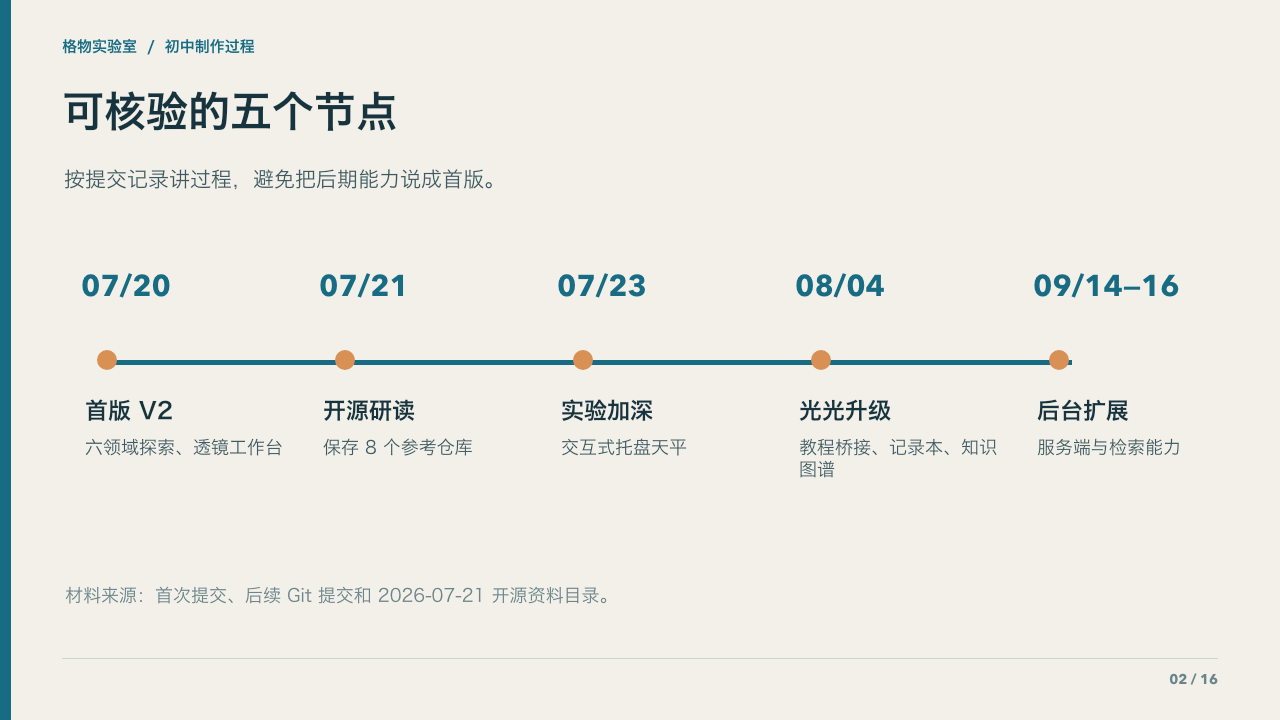 格物实验室 / 初中制作过程
可核验的五个节点
按提交记录讲过程，避免把后期能力说成首版。
07/20
07/21
07/23
08/04
09/14–16
首版 V2
开源研读
实验加深
光光升级
后台扩展
六领域探索、透镜工作台
保存 8 个参考仓库
交互式托盘天平
教程桥接、记录本、知识
图谱
服务端与检索能力
材料来源：首次提交、后续 Git 提交和 2026-07-21 开源资料目录。
02 / 16